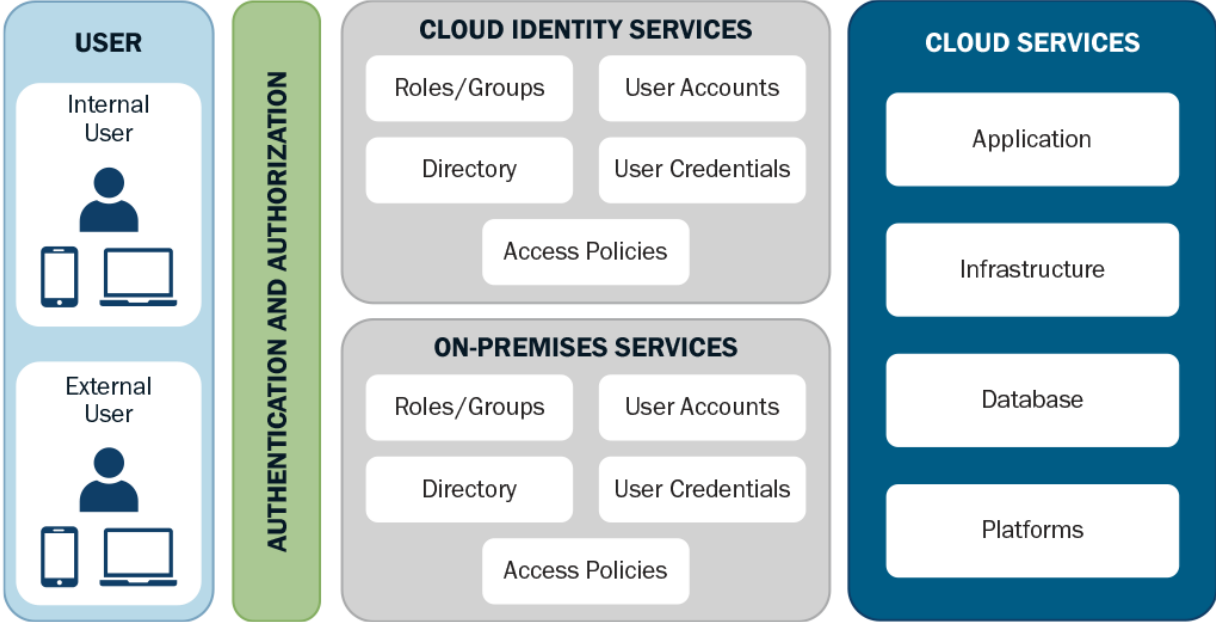 USER
Internal
User
External
User
AUTHENTICATION AND AUTHORIZATION
CLOUD IDENTITY SERVICES
Roles/Groups
User Accounts
Directory
User Credentials
Access Policies
ON-PREMISES SERVICES
Roles/Groups
User Accounts
Directory
User Credentials
Access Policies
CLOUD SERVICES
Application
Infrastructure
Database
Platforms